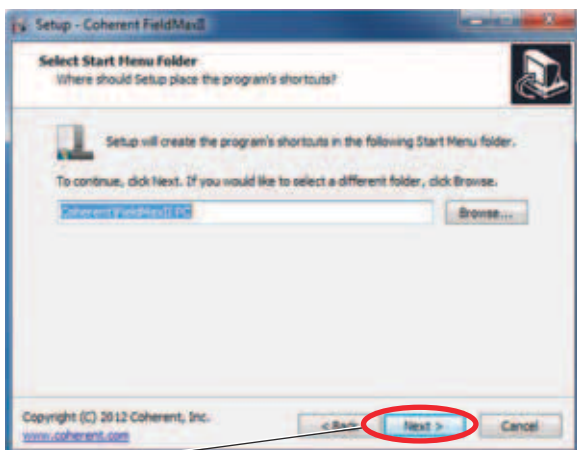 Setup - Coherent FieldMaxII
Select Start Menu Folder
Where should Setup place the program's shortcuts?
Setup will create the program's shortcuts in the following Start Menu folder.
To continue, click Next. If you would like to select a different folder, click Browse.
Coherent FieldMaxII PC
Browse...
Copyright (C) 2012 Coherent, Inc.
www.coherent.com
< Back
Next >
Cancel